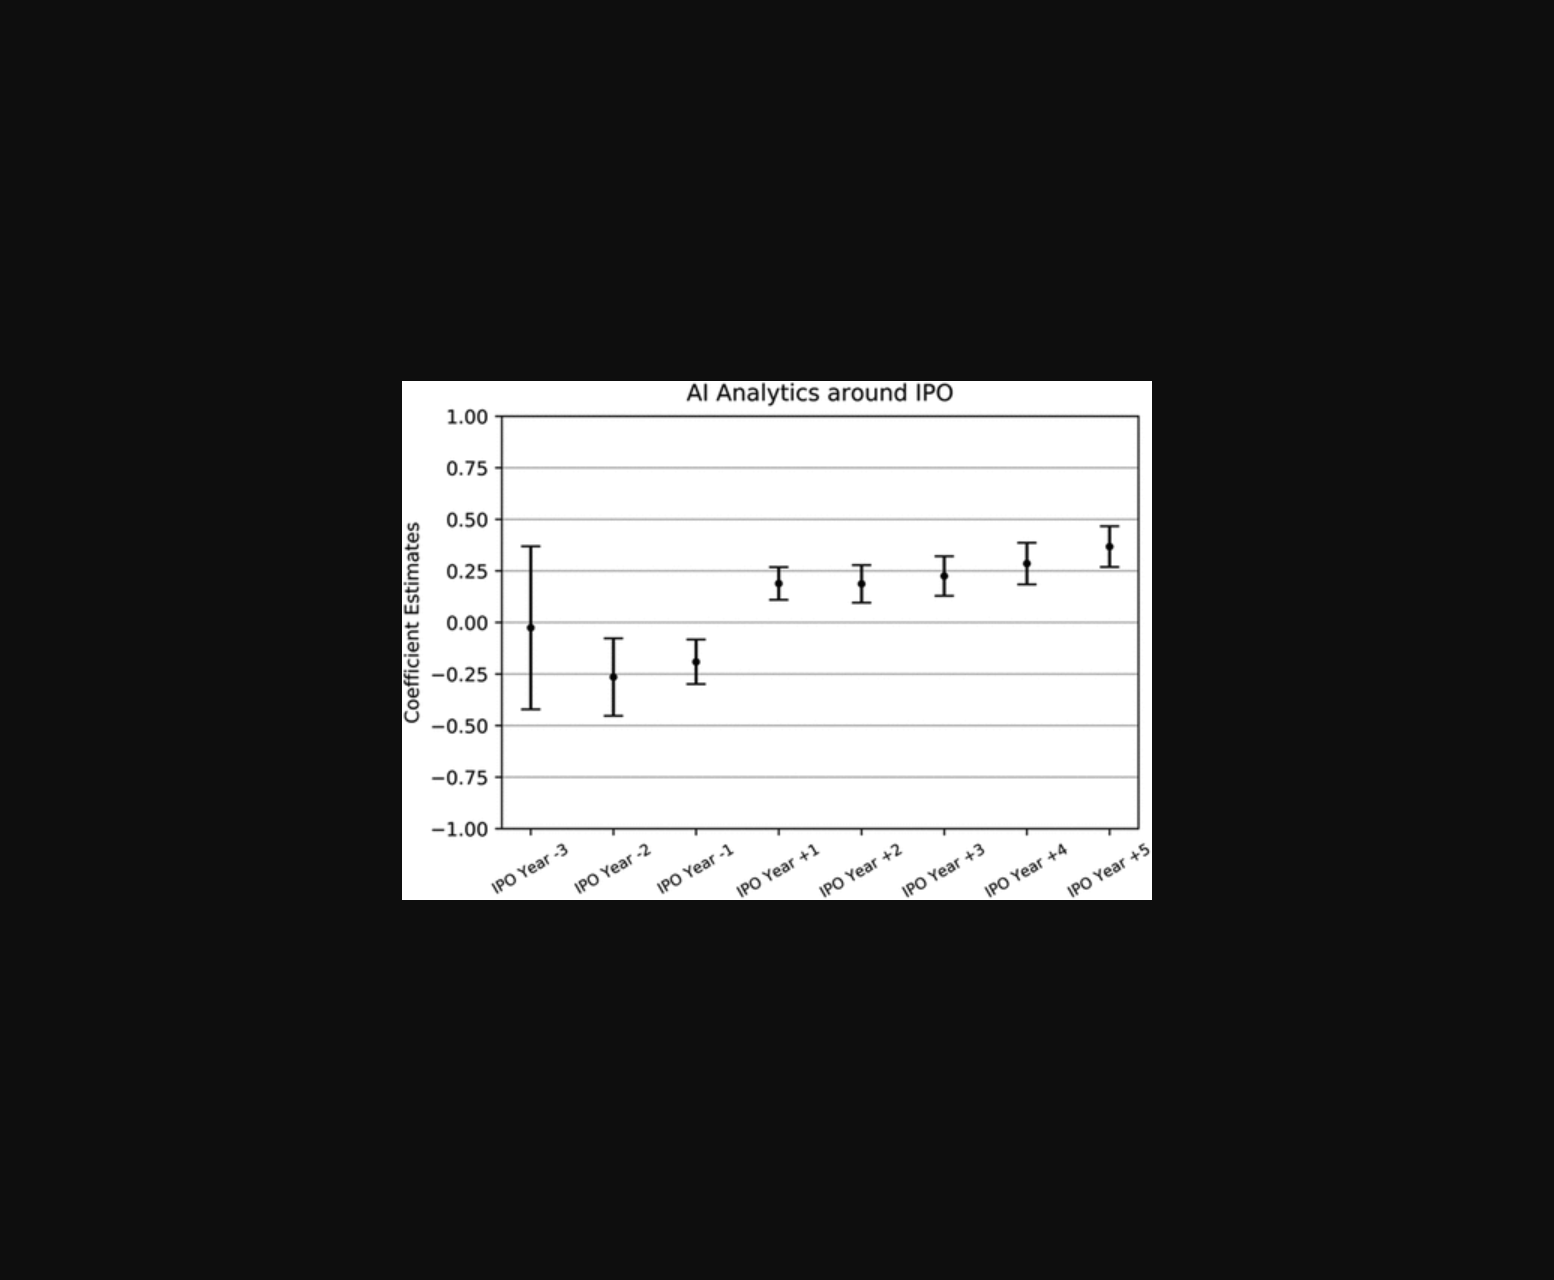 AI Analytics around IPO
1.00
0.75
0.50
0.25
0.00
−0.25
−0.50
−0.75
−1.00
Coefficient Estimates
IPO Year -3
IPO Year -2
IPO Year -1
IPO Year +1
IPO Year +2
IPO Year +3
IPO Year +4
IPO Year +5